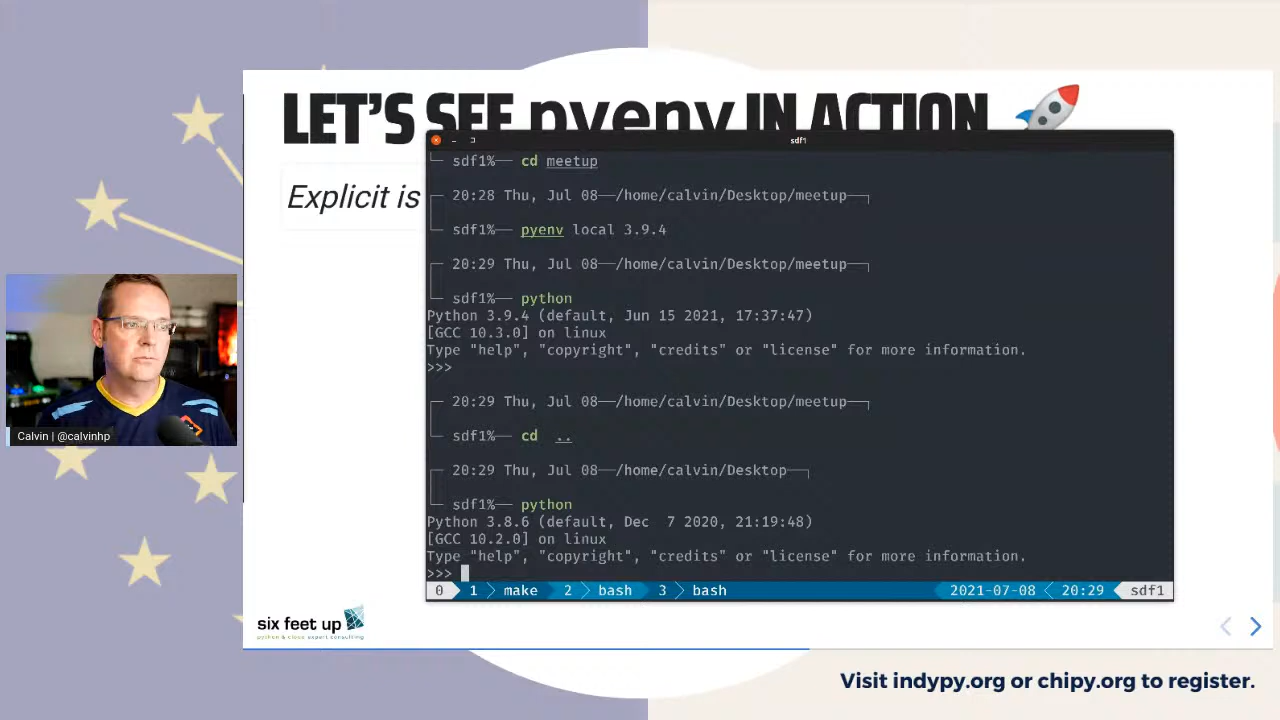 LET'S SEE pyenv IN ACTION
Explicit is
sdf1
sdf1%— cd meetup
20:28 Thu, Jul 08——/home/calvin/Desktop/meetup——
sdf1%— pyenv local 3.9.4
20:29 Thu, Jul 08——/home/calvin/Desktop/meetup——
sdf1%— python
Python 3.9.4 (default, Jun 15 2021, 17:37:47)
[GCC 10.3.0] on linux
Type "help", "copyright", "credits" or "license" for more information.
>>>
20:29 Thu, Jul 08——/home/calvin/Desktop/meetup——
sdf1%— cd ..
20:29 Thu, Jul 08——/home/calvin/Desktop——
sdf1%— python
Python 3.8.6 (default, Dec  7 2020, 21:19:48)
[GCC 10.2.0] on linux
Type "help", "copyright", "credits" or "license" for more information.
>>>
0 1 make 2 bash 3 bash 2021-07-08 20:29 sdf1
Calvin | @calvinhp
six feet up
python & cloud expert consulting
Visit indypy.org or chipy.org to register.